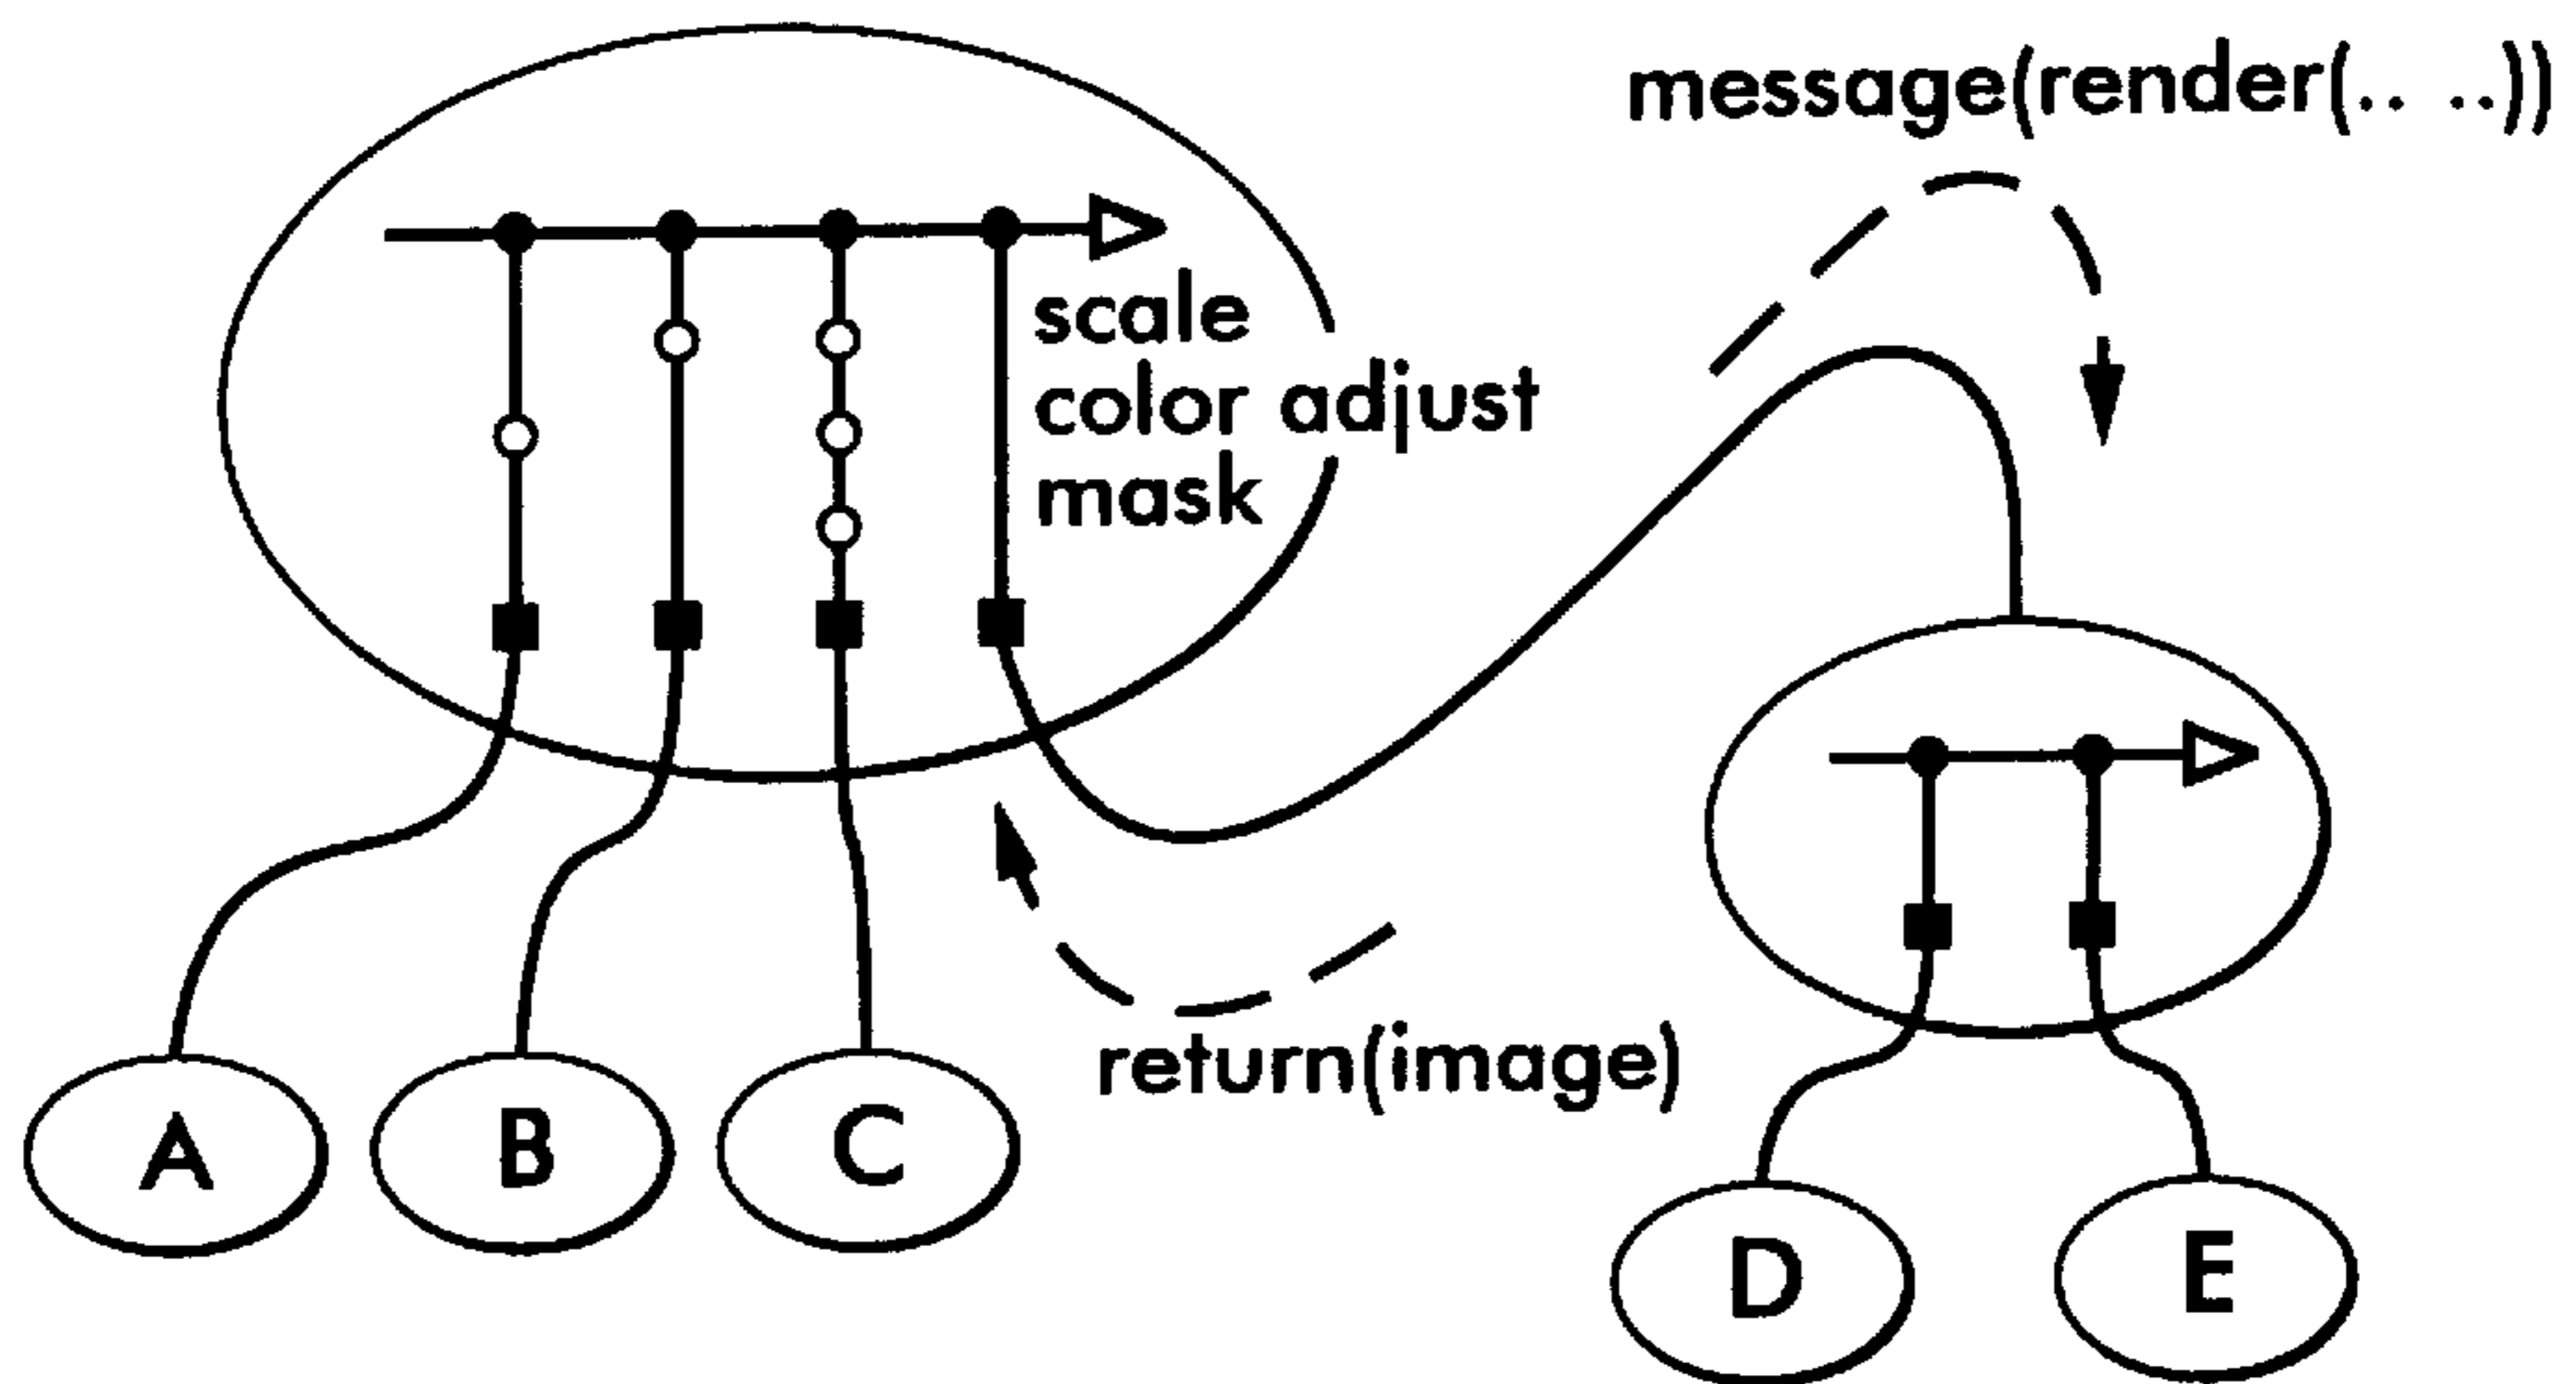 message(render(.. ..))
scale
color adjust
mask
return(image)
A
B
C
D
E